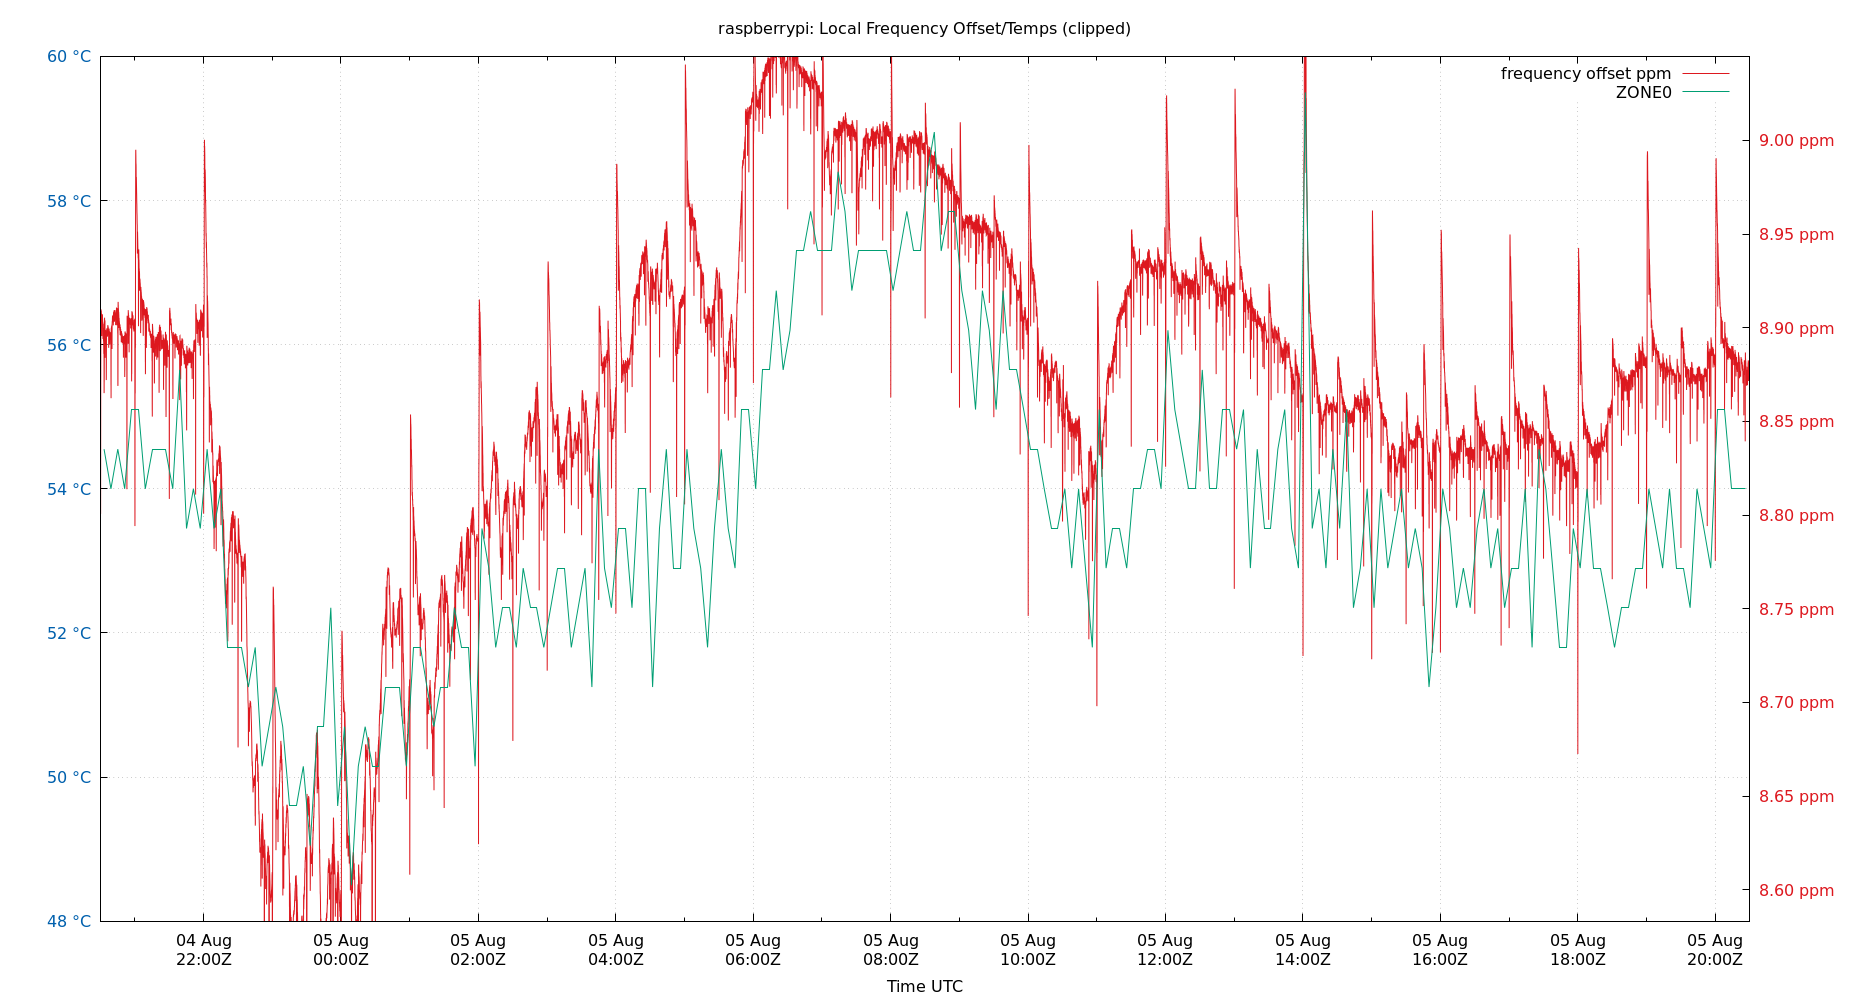 raspberrypi: Local Frequency Offset/Temps (clipped)
frequency offset ppm
ZONE0
60 °C
58 °C
56 °C
54 °C
52 °C
50 °C
48 °C
9.00 ppm
8.95 ppm
8.90 ppm
8.85 ppm
8.80 ppm
8.75 ppm
8.70 ppm
8.65 ppm
8.60 ppm
04 Aug 05 Aug 05 Aug 05 Aug 05 Aug 05 Aug 05 Aug 05 Aug 05 Aug 05 Aug 05 Aug 05 Aug
22:00Z 00:00Z 02:00Z 04:00Z 06:00Z 08:00Z 10:00Z 12:00Z 14:00Z 16:00Z 18:00Z 20:00Z
Time UTC